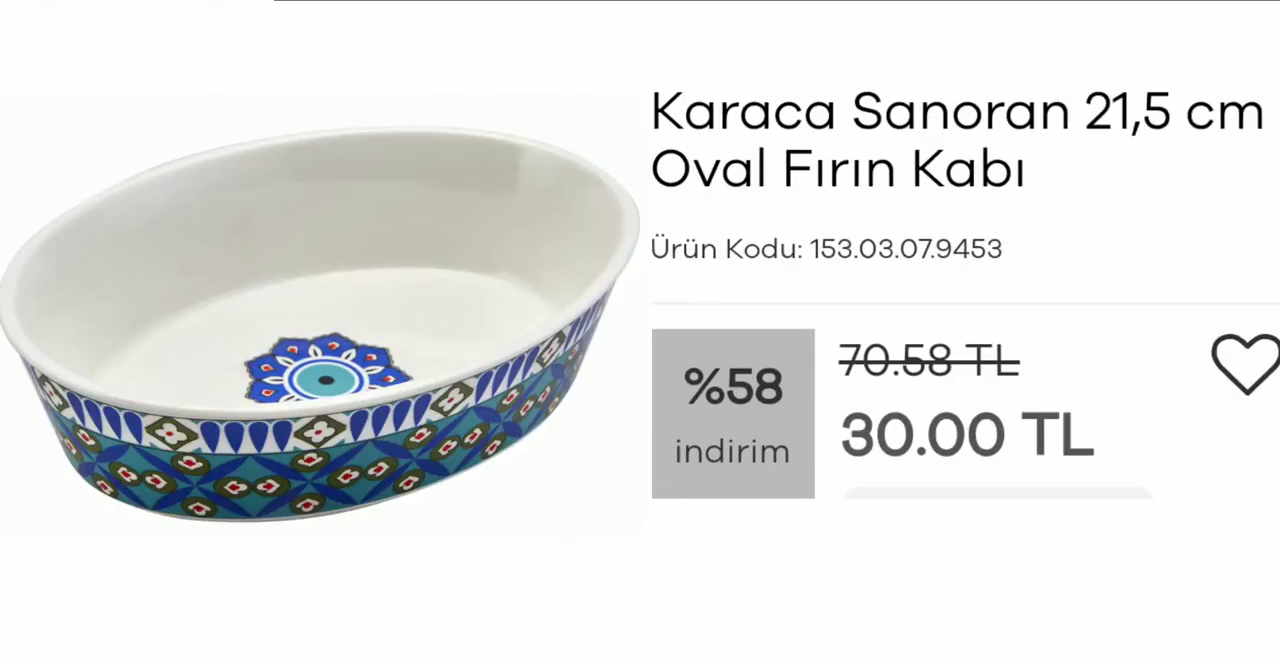 Karaca Sanoran 21,5 cm
Oval Fırın Kabı
Ürün Kodu: 153.03.07.9453
%58
indirim
70.58 TL
30.00 TL